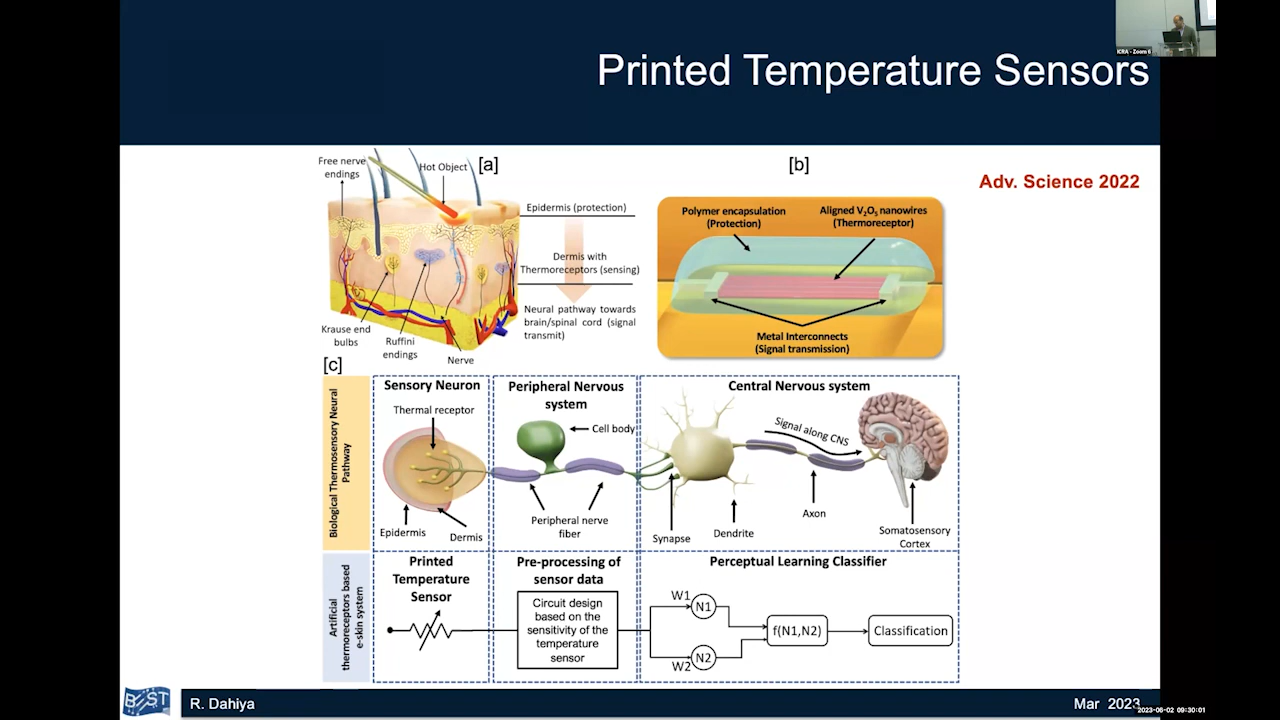 ICRA - Zoom 6
Printed Temperature Sensors
Adv. Science 2022
[a]
Free nerve
endings
Hot Object
Epidermis (protection)
Dermis with
Thermoreceptors (sensing)
Neural pathway towards
brain/spinal cord (signal
transmit)
Krause end
bulbs
Ruffini
endings
Nerve
[b]
Polymer encapsulation
(Protection)
Aligned V₂O₅ nanowires
(Thermoreceptor)
Metal Interconnects
(Signal transmission)
[c]
Biological Thermosensory Neural
Pathway
Sensory Neuron
Thermal receptor
Epidermis
Dermis
Peripheral Nervous
system
Cell body
Peripheral nerve
fiber
Central Nervous system
Signal along CNS
Synapse
Dendrite
Axon
Somatosensory
Cortex
Artificial
thermoreceptors based
e-skin system
Printed
Temperature
Sensor
Pre-processing of
sensor data
Circuit design
based on the
sensitivity of the
temperature
sensor
Perceptual Learning Classifier
W1
N1
W2
N2
f(N1,N2)
Classification
BEST
R. Dahiya
Mar 2023
2023-06-02 09:30:01